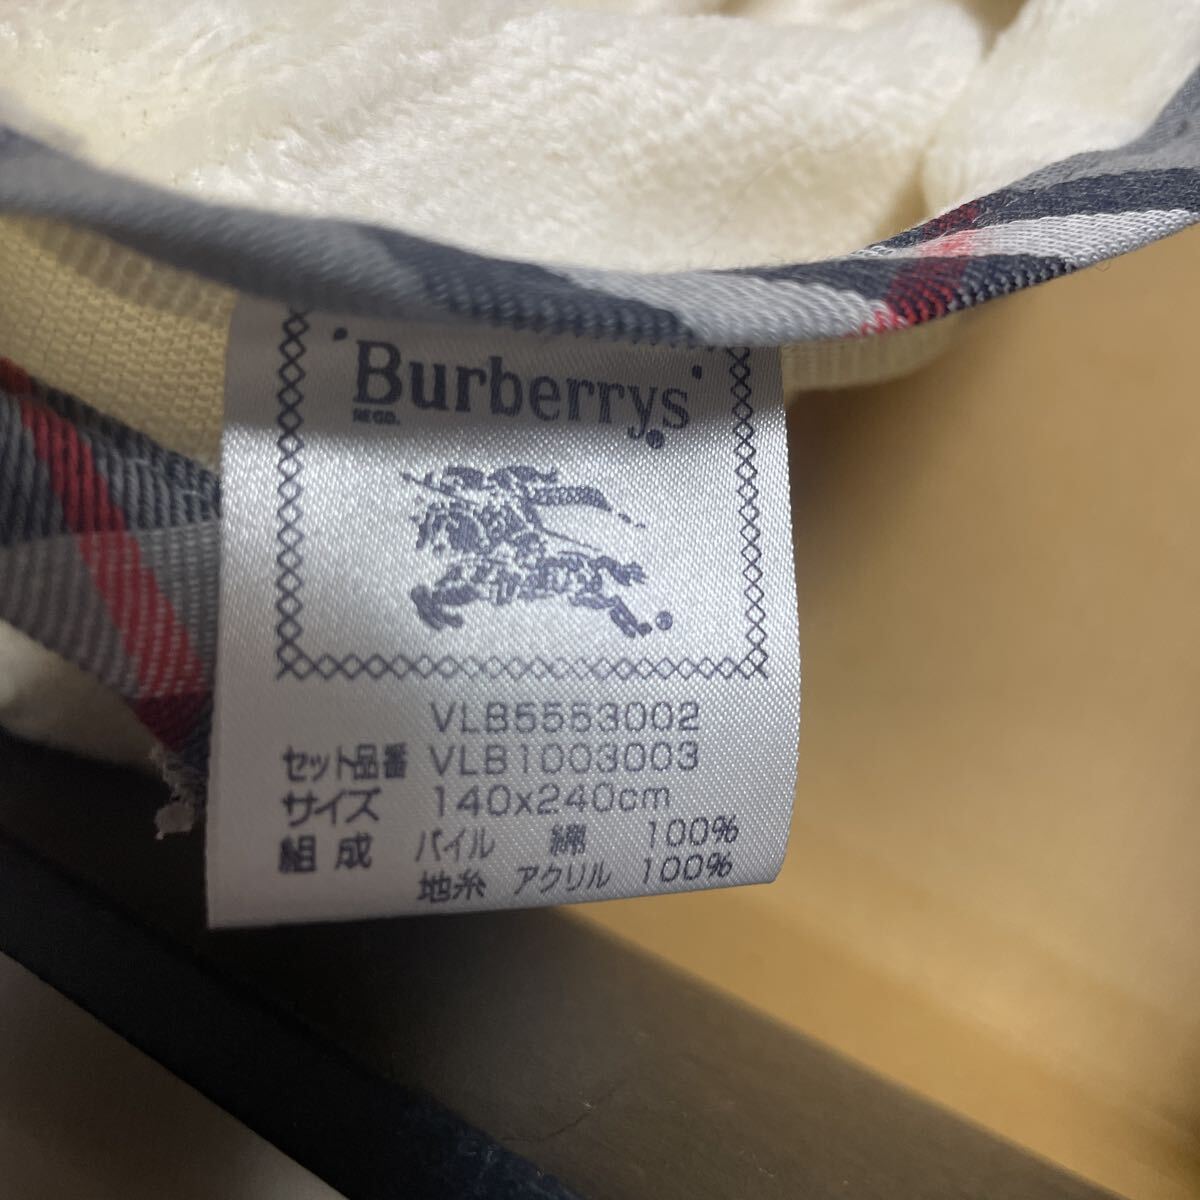 'Burberrys'
REGD.
®
®
VLB5553002
セット品番 VLB1003003
サイズ 140x240cm
組成 パイル 綿 100%
地糸 アクリル 100%